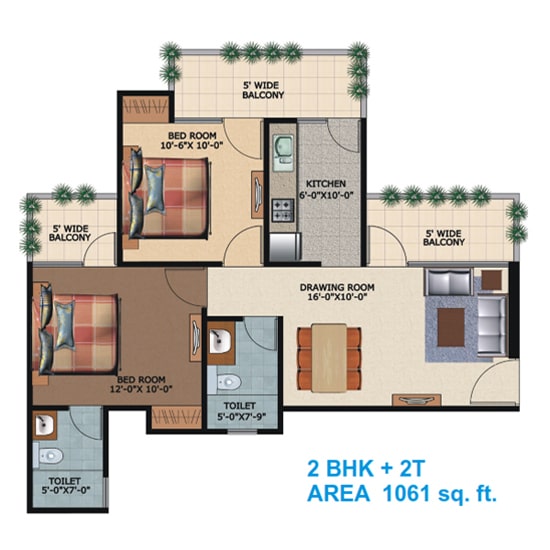 5' WIDE
BALCONY
BED ROOM
10'-6"X 10'-0"
KITCHEN
6'-0"X10'-0"
5' WIDE
BALCONY
5' WIDE
BALCONY
DRAWING ROOM
16'-0"X10'-0"
BED ROOM
12'-0"X 10'-0"
TOILET
5'-0"X7'-9"
TOILET
5'-0"X7'-0"
2 BHK + 2T
AREA 1061 sq. ft.